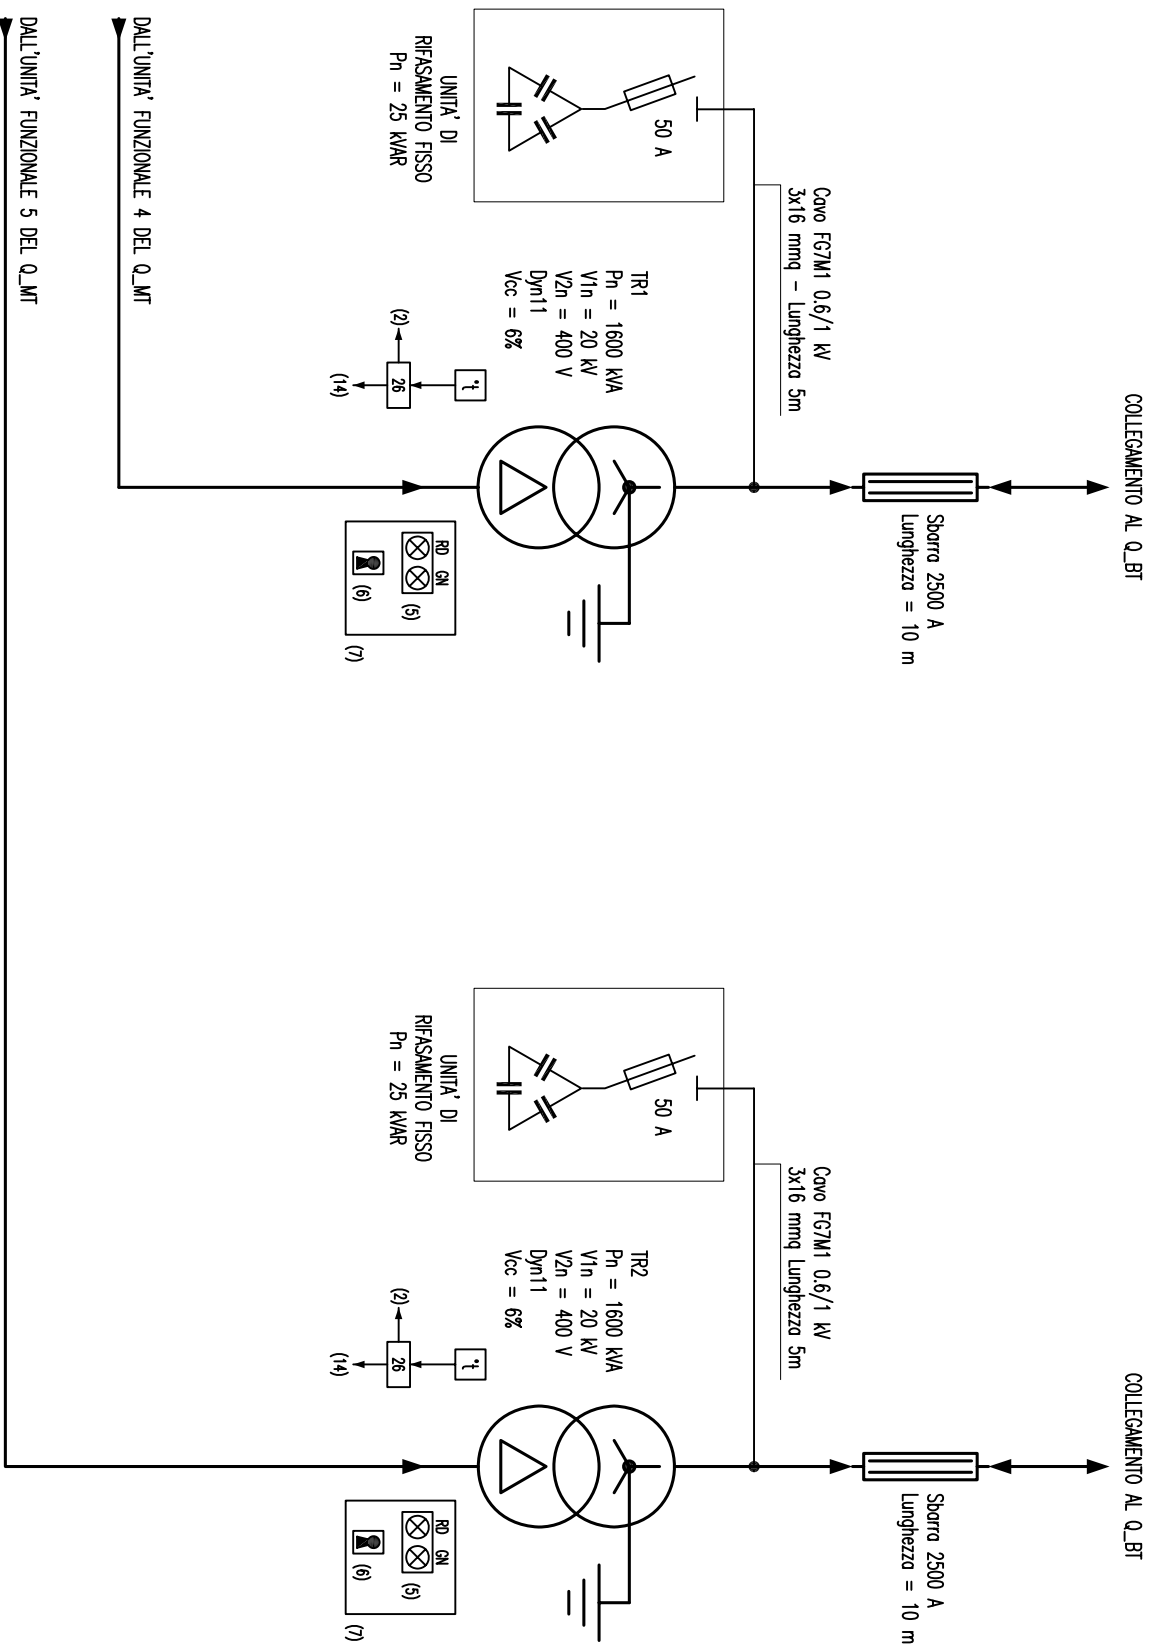 COLLEGAMENTO AL Q_BT
Sbarra 2500 A
Lunghezza = 10 m
Cavo FG7M1 0.6/1 kV
3x16 mmq - Lunghezza 5m
50 A
UNITA' DI
RIFASAMENTO FISSO
Pn = 25 kVAR
TR1
Pn = 1600 kVA
V1n = 20 kV
V2n = 400 V
Dyn11
Vcc = 6%
°t
26
(2)
(14)
RD GN
(5)
(6)
(7)
DALL'UNITA' FUNZIONALE 4 DEL Q_MT
DALL'UNITA' FUNZIONALE 5 DEL Q_MT
COLLEGAMENTO AL Q_BT
Sbarra 2500 A
Lunghezza = 10 m
Cavo FG7M1 0.6/1 kV
3x16 mmq Lunghezza 5m
50 A
UNITA' DI
RIFASAMENTO FISSO
Pn = 25 kVAR
TR2
Pn = 1600 kVA
V1n = 20 kV
V2n = 400 V
Dyn11
Vcc = 6%
°t
26
(2)
(14)
RD GN
(5)
(6)
(7)